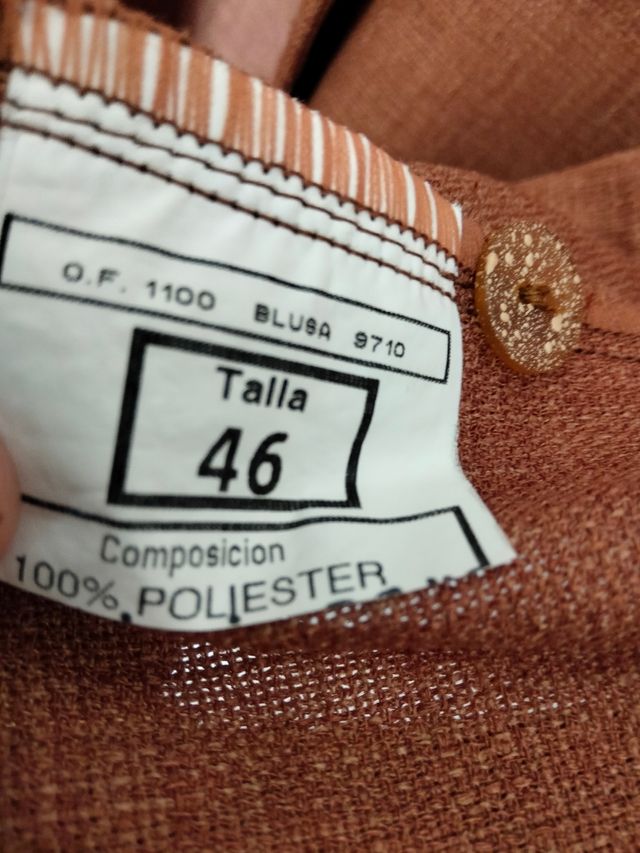 O.F. 1100 BLUSA 9710
Talla
46
Composicion
100% POLIESTER